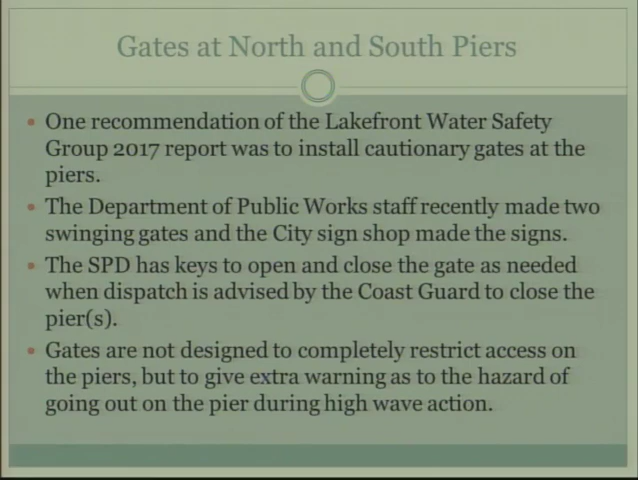 Gates at North and South Piers
• One recommendation of the Lakefront Water Safety
Group 2017 report was to install cautionary gates at the
piers.
• The Department of Public Works staff recently made two
swinging gates and the City sign shop made the signs.
• The SPD has keys to open and close the gate as needed
when dispatch is advised by the Coast Guard to close the
pier(s).
• Gates are not designed to completely restrict access on
the piers, but to give extra warning as to the hazard of
going out on the pier during high wave action.